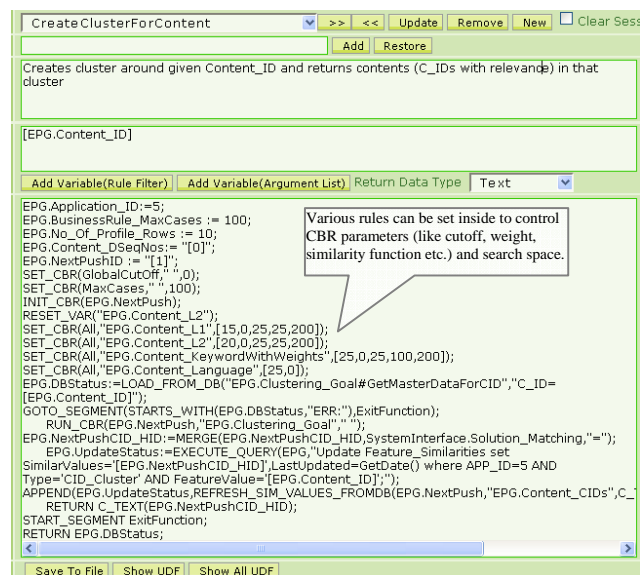 CreateClusterForContent >> << Update Remove New Clear Sess
Add Restore
Creates cluster around given Content_ID and returns contents (C_IDs with relevance) in that
cluster
[EPG.Content_ID]
Add Variable(Rule Filter) Add Variable(Argument List) Return Data Type Text
EPG.Application_ID:=5;
EPG.BusinessRule_MaxCases := 100;
EPG.No_Of_Profile_Rows := 10;
EPG.Content_DSeqNos:= "[0]";
EPG.NextPushID := "[1]";
SET_CBR(GlobalCutOff," ",0);
SET_CBR(MaxCases," ",100);
INIT_CBR(EPG.NextPush);
RESET_VAR("EPG.Content_L2");
SET_CBR(All,"EPG.Content_L1",[15,0,25,25,200]);
SET_CBR(All,"EPG.Content_L2",[20,0,25,25,200]);
SET_CBR(All,"EPG.Content_KeywordWithWeights",[25,0,25,100,200]);
SET_CBR(All,"EPG.Content_Language",[25,0]);
EPG.DBStatus:=LOAD_FROM_DB("EPG.Clustering_Goal#GetMasterDataForCID","C_ID=
[EPG.Content_ID]");
GOTO_SEGMENT(STARTS_WITH(EPG.DBStatus,"ERR:"),ExitFunction);
RUN_CBR(EPG.NextPush,"EPG.Clustering_Goal"," ");
EPG.NextPushCID_HID:=MERGE(EPG.NextPushCID_HID,SystemInterface.Solution_Matching,"=");
EPG.UpdateStatus:=EXECUTE_QUERY(EPG,"Update Feature_Similarities set
SimilarValues='[EPG.NextPushCID_HID]',LastUpdated=GetDate() where APP_ID=5 AND
Type='CID_Cluster' AND FeatureValue='[EPG.Content_ID]';");
APPEND(EPG.UpdateStatus,REFRESH_SIM_VALUES_FROMDB(EPG.NextPush,"EPG.Content_CIDs",C_T
RETURN C_TEXT(EPG.NextPushCID_HID);
START_SEGMENT ExitFunction;
RETURN EPG.DBStatus;
Various rules can be set inside to control
CBR parameters (like cutoff, weight,
similarity function etc.) and search space.
Save To File Show UDF Show All UDF